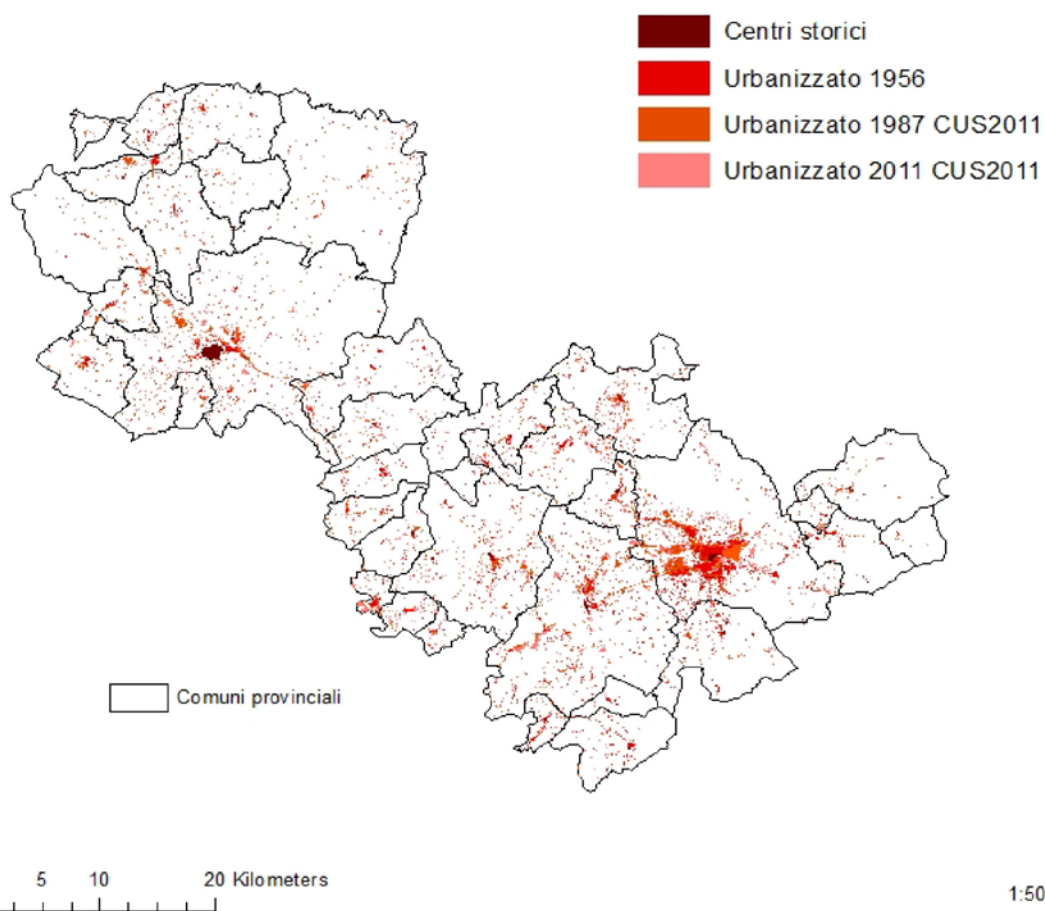 Centri storici
Urbanizzato 1956
Urbanizzato 1987 CUS2011
Urbanizzato 2011 CUS2011
Comuni provinciali
5 10 20 Kilometers
1:50